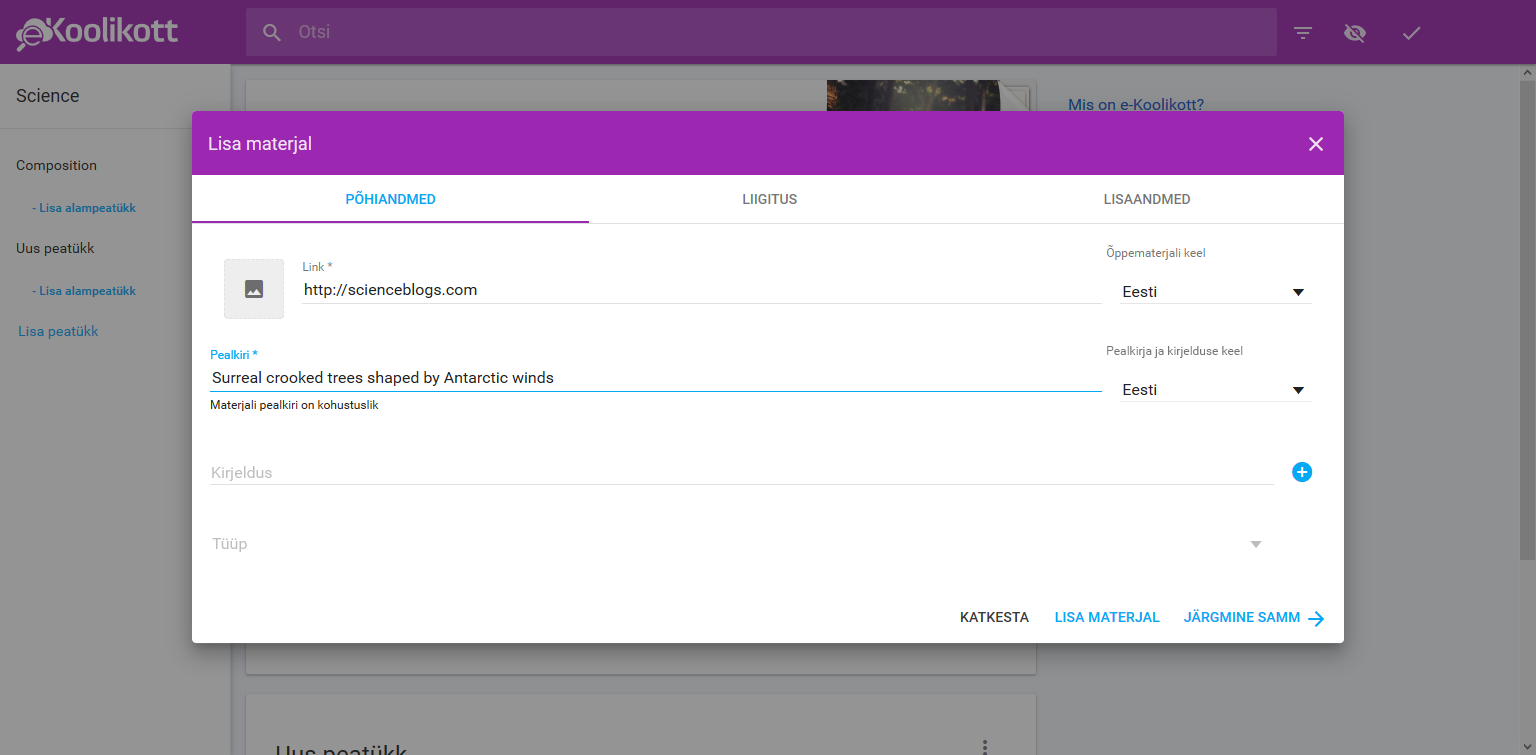 eKoolikott
Otsi
Science
Mis on e-Koolikott?
Lisa materjal
Composition
PÕHIANDMED
LIIGITUS
LISAANDMED
- Lisa alampeatükk
Uus peatükk
- Lisa alampeatükk
Lisa peatükk
Link *
http://scienceblogs.com
Õppematerjali keel
Eesti
Pealkiri *
Surreal crooked trees shaped by Antarctic winds
Materjali pealkiri on kohustuslik
Pealkirja ja kirjelduse keel
Eesti
Kirjeldus
Tüüp
KATKESTA
LISA MATERJAL
JÄRGMINE SAMM
Uus peatükk